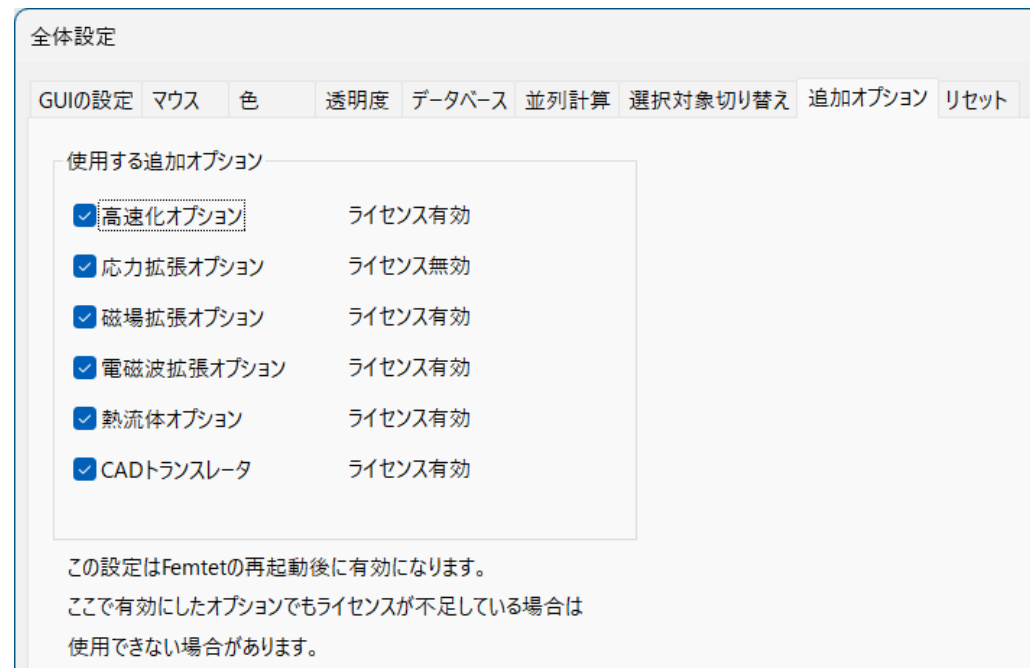 全体設定
GUIの設定 マウス 色 透明度 データベース 並列計算 選択対象切り替え 追加オプション リセット
使用する追加オプション
高速化オプション ライセンス有効
応力拡張オプション ライセンス無効
磁場拡張オプション ライセンス有効
電磁波拡張オプション ライセンス有効
熱流体オプション ライセンス有効
CADトランスレータ ライセンス有効
この設定はFemtetの再起動後に有効になります。
ここで有効にしたオプションでもライセンスが不足している場合は
使用できない場合があります。